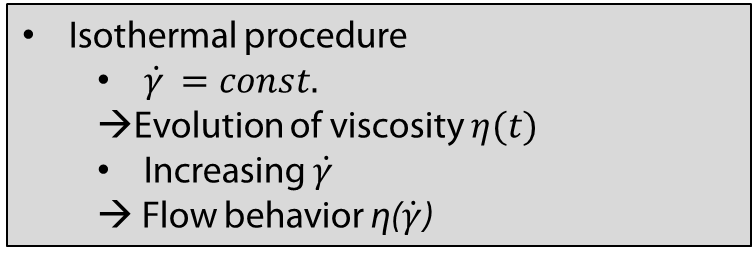 • Isothermal procedure
• γ̇ = const.
→Evolution of viscosity η(t)
• Increasing γ̇
→ Flow behavior η(γ̇)